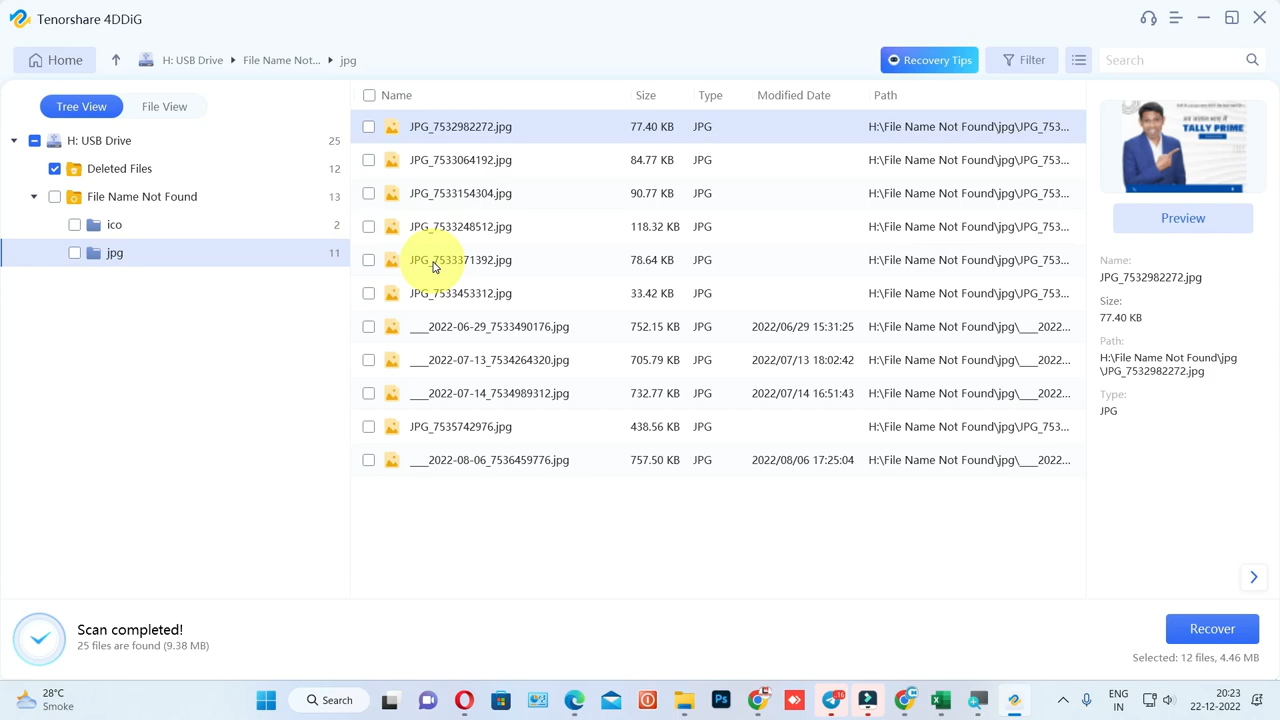 Tenorshare 4DDiG
Home
H: USB Drive
File Name Not...
jpg
Recovery Tips
Filter
Search
Tree View
File View
Name
Size
Type
Modified Date
Path
H: USB Drive 25
Deleted Files 12
File Name Not Found 13
ico 2
jpg 11
JPG_7532982272.jpg 77.40 KB JPG H:\File Name Not Found\jpg\JPG_753...
JPG_7533064192.jpg 84.77 KB JPG H:\File Name Not Found\jpg\JPG_753...
JPG_7533154304.jpg 90.77 KB JPG H:\File Name Not Found\jpg\JPG_753...
JPG_7533248512.jpg 118.32 KB JPG H:\File Name Not Found\jpg\JPG_753...
JPG_7533371392.jpg 78.64 KB JPG H:\File Name Not Found\jpg\JPG_753...
JPG_7533453312.jpg 33.42 KB JPG H:\File Name Not Found\jpg\JPG_753...
___2022-06-29_7533490176.jpg 752.15 KB JPG 2022/06/29 15:31:25 H:\File Name Not Found\jpg\___2022...
___2022-07-13_7534264320.jpg 705.79 KB JPG 2022/07/13 18:02:42 H:\File Name Not Found\jpg\___2022...
___2022-07-14_7534989312.jpg 732.77 KB JPG 2022/07/14 16:51:43 H:\File Name Not Found\jpg\___2022...
JPG_7535742976.jpg 438.56 KB JPG H:\File Name Not Found\jpg\JPG_753...
___2022-08-06_7536459776.jpg 757.50 KB JPG 2022/08/06 17:25:04 H:\File Name Not Found\jpg\___2022...
TALLY PRIME
Preview
Name:
JPG_7532982272.jpg
Size:
77.40 KB
Path:
H:\File Name Not Found\jpg
\JPG_7532982272.jpg
Type:
JPG
Scan completed!
25 files are found (9.38 MB)
Recover
Selected: 12 files, 4.46 MB
28°C
Smoke
Search
16
ENG
IN
20:23
22-12-2022